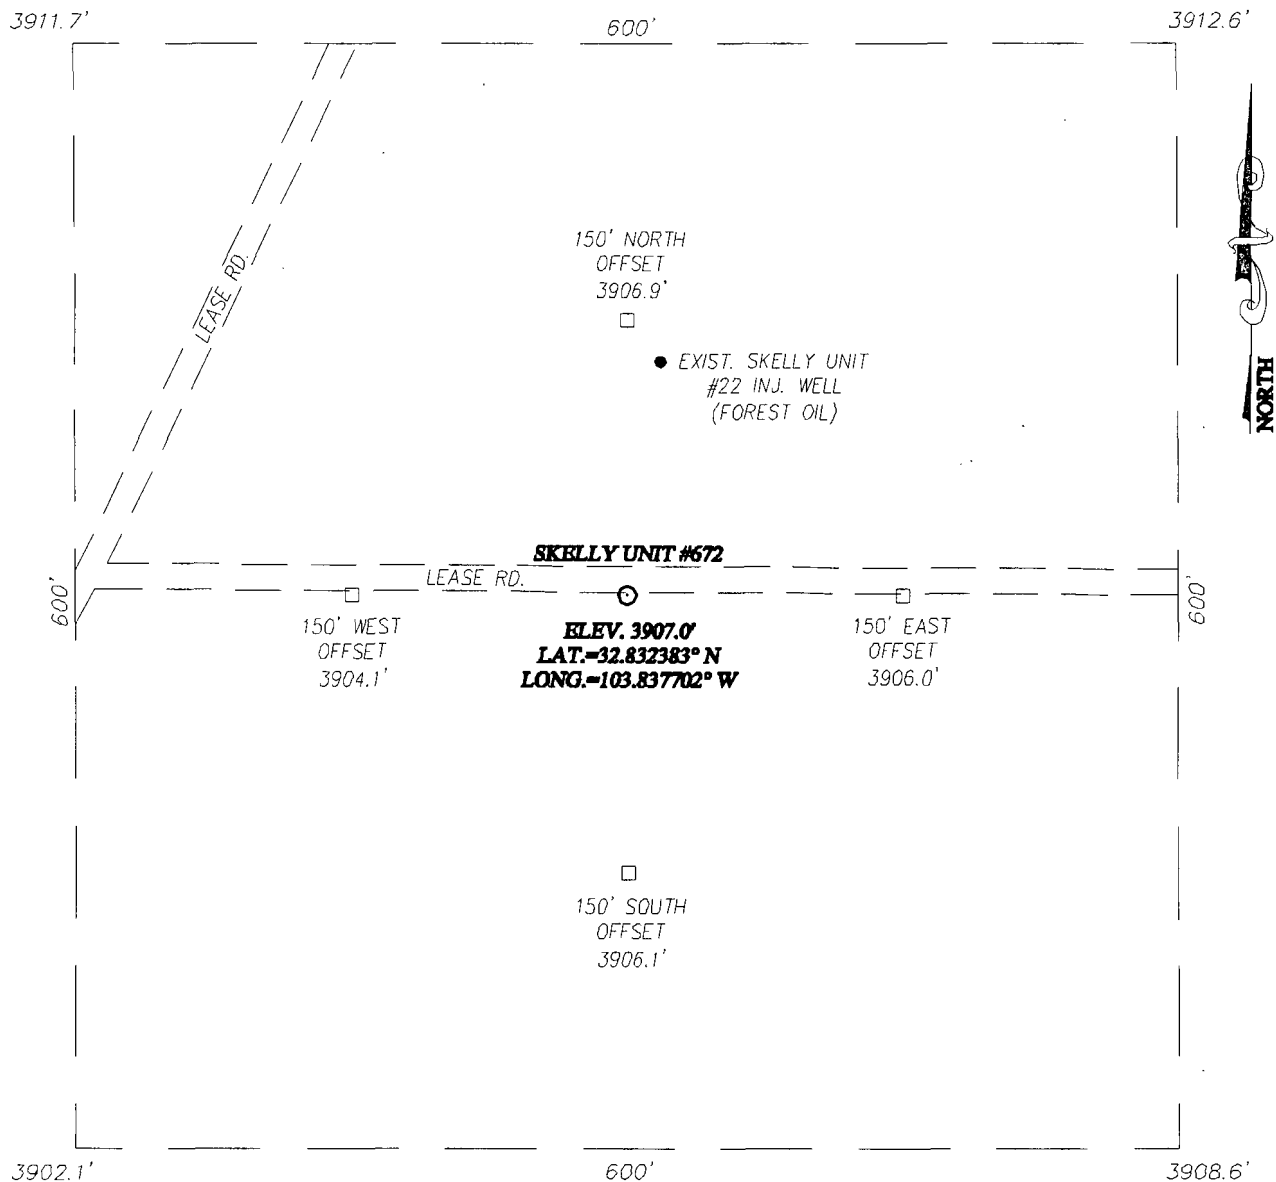 3911.7'
600'
3912.6'
NORTH
LEASE RD.
150' NORTH
OFFSET
3906.9'
EXIST. SKELLY UNIT
#22 INJ. WELL
(FOREST OIL)
SKELLY UNIT #672
LEASE RD.
600'
600'
150' WEST
OFFSET
3904.1'
ELEV. 3907.0'
LAT.=32.832383° N
LONG.=103.837702° W
150' EAST
OFFSET
3906.0'
150' SOUTH
OFFSET
3906.1'
3902.1'
600'
3908.6'